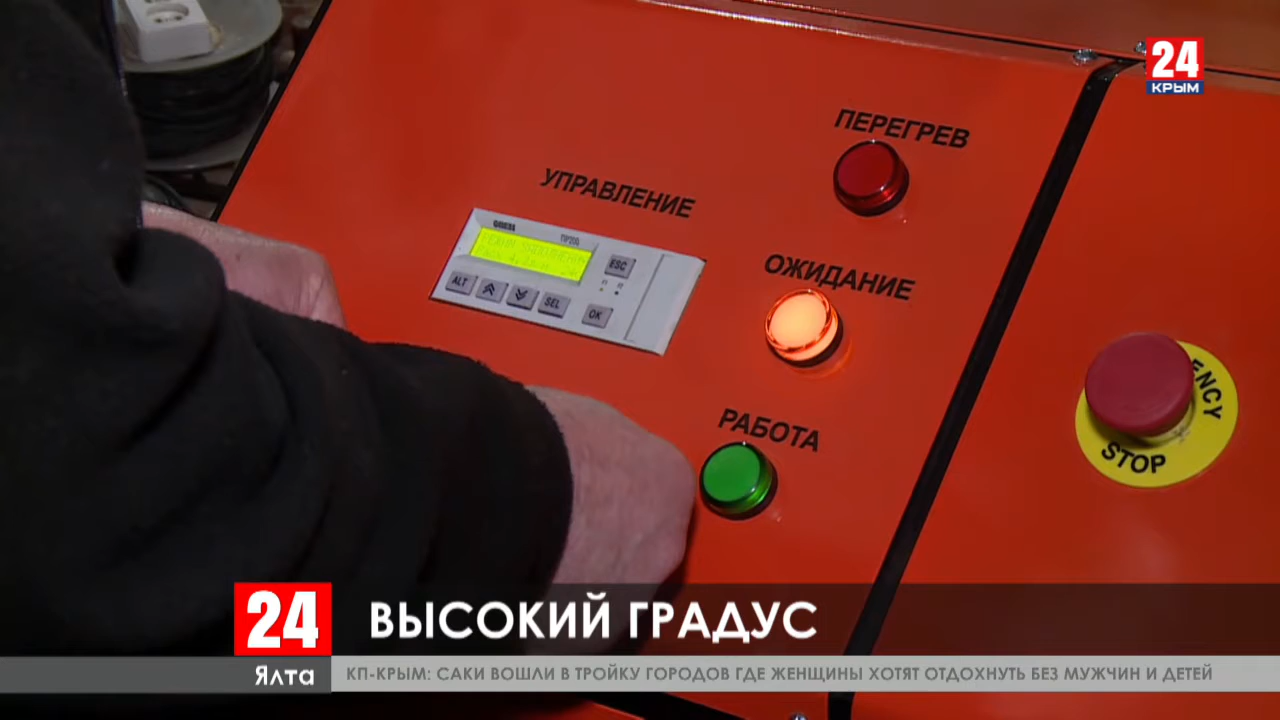 24
КРЫМ
ПЕРЕГРЕВ
УПРАВЛЕНИЕ
ОЖИДАНИЕ
ESC
ALT
SEL
OK
РАБОТА
ENCY
STOP
24
ВЫСОКИЙ ГРАДУС
Ялта
КП-КРЫМ: САКИ ВОШЛИ В ТРОЙКУ ГОРОДОВ ГДЕ ЖЕНЩИНЫ ХОТЯТ ОТДОХНУТЬ БЕЗ МУЖЧИН И ДЕТЕЙ